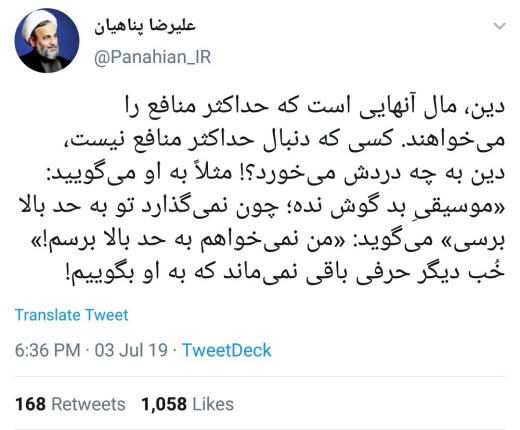 علیرضا پناهیان
@Panahian_IR
دین، مال آنهایی است که حداکثر منافع را
می‌خواهند. کسی که دنبال حداکثر منافع نیست،
دین به چه دردش می‌خورد؟! مثلاً به او می‌گویید:
«موسیقیِ بد گوش نده؛ چون نمی‌گذارد تو به حد بالا
برسی» می‌گوید: «من نمی‌خواهم به حد بالا برسم!»
خُب دیگر حرفی باقی نمی‌ماند که به او بگوییم!
Translate Tweet
6:36 PM · 03 Jul 19 · TweetDeck
168 Retweets 1,058 Likes